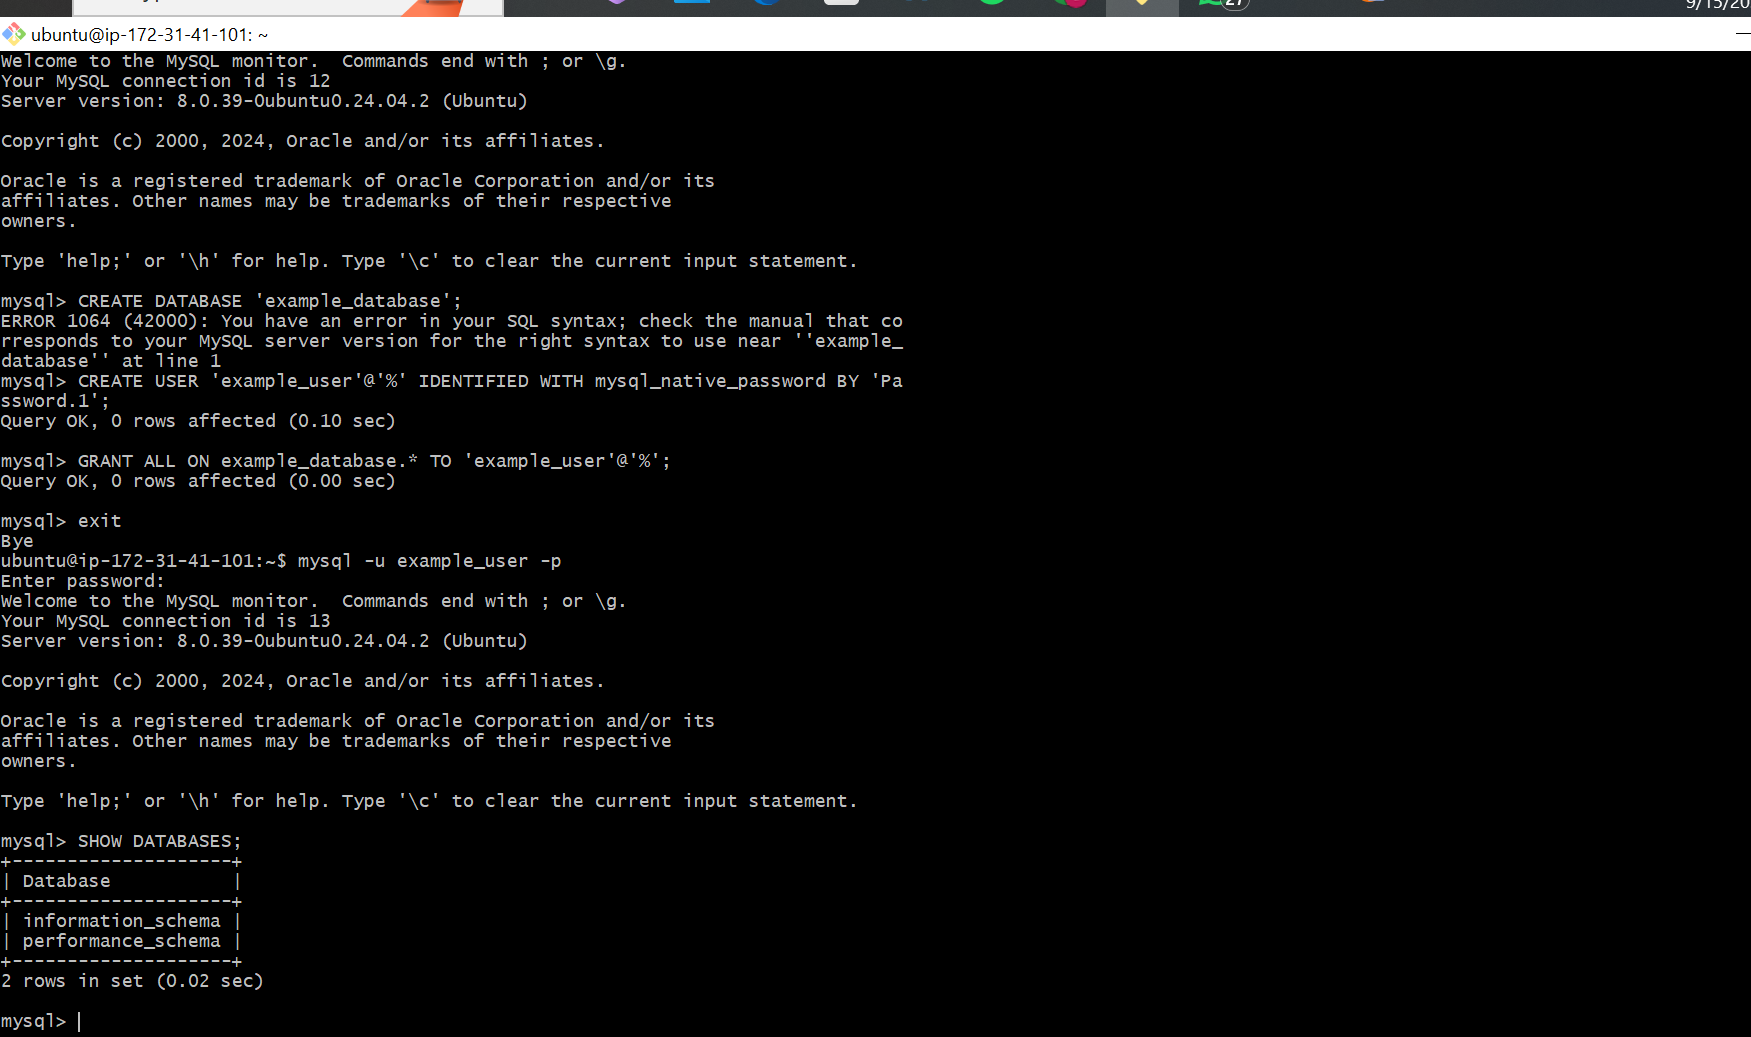 27
ubuntu@ip-172-31-41-101: ~
Welcome to the MySQL monitor.  Commands end with ; or \g.
Your MySQL connection id is 12
Server version: 8.0.39-0ubuntu0.24.04.2 (Ubuntu)
Copyright (c) 2000, 2024, Oracle and/or its affiliates.
Oracle is a registered trademark of Oracle Corporation and/or its
affiliates. Other names may be trademarks of their respective
owners.
Type 'help;' or '\h' for help. Type '\c' to clear the current input statement.
mysql> CREATE DATABASE 'example_database';
ERROR 1064 (42000): You have an error in your SQL syntax; check the manual that co
rresponds to your MySQL server version for the right syntax to use near ''example_
database'' at line 1
mysql> CREATE USER 'example_user'@'%' IDENTIFIED WITH mysql_native_password BY 'Pa
ssword.1';
Query OK, 0 rows affected (0.10 sec)
mysql> GRANT ALL ON example_database.* TO 'example_user'@'%';
Query OK, 0 rows affected (0.00 sec)
mysql> exit
Bye
ubuntu@ip-172-31-41-101:~$ mysql -u example_user -p
Enter password:
Welcome to the MySQL monitor.  Commands end with ; or \g.
Your MySQL connection id is 13
Server version: 8.0.39-0ubuntu0.24.04.2 (Ubuntu)
Copyright (c) 2000, 2024, Oracle and/or its affiliates.
Oracle is a registered trademark of Oracle Corporation and/or its
affiliates. Other names may be trademarks of their respective
owners.
Type 'help;' or '\h' for help. Type '\c' to clear the current input statement.
mysql> SHOW DATABASES;
+--------------------+
| Database           |
+--------------------+
| information_schema |
| performance_schema |
+--------------------+
2 rows in set (0.02 sec)
mysql>